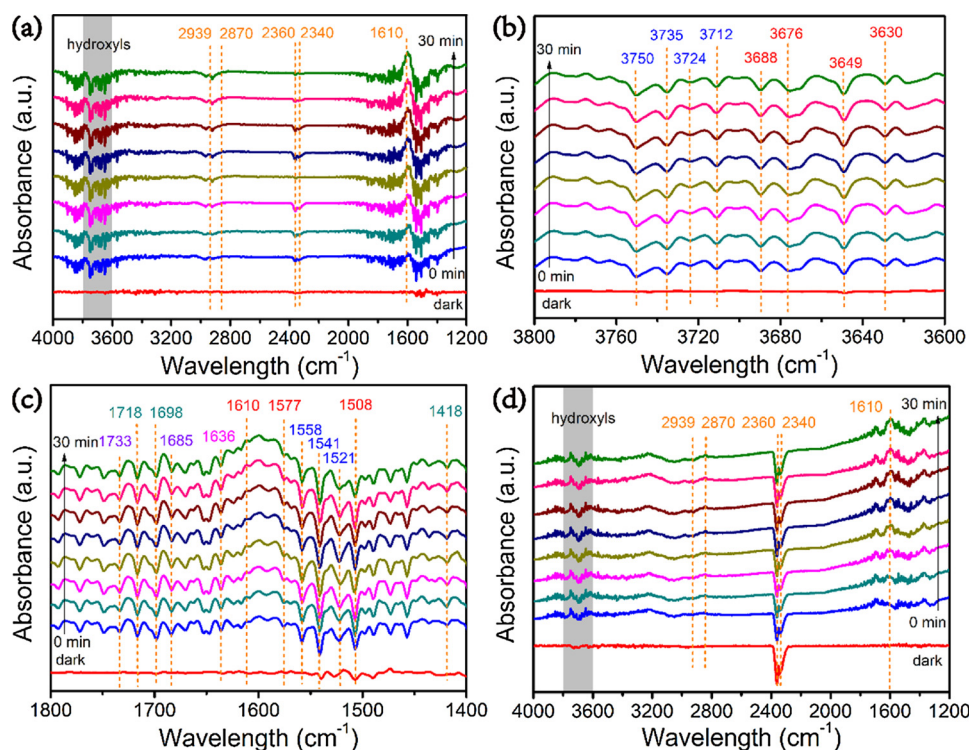 (a)
hydroxyls
2939 2870 2360 2340 1610
30 min
0 min
dark
Absorbance (a.u.)
4000 3600 3200 2800 2400 2000 1600 1200
Wavelength (cm-1)
(b)
3735 3712 3676 3630
3750 3724 3688 3649
30 min
0 min
dark
Absorbance (a.u.)
3800 3750 3700 3650 3600
Wavelength (cm-1)
(c)
1718 1698 1610 1577 1508 1418
1733 1685 1636 1558
1541
1521
30 min
0 min
dark
Absorbance (a.u.)
1800 1700 1600 1500 1400
Wavelength (cm-1)
(d)
hydroxyls
2939 2870 2360 2340 1610
30 min
0 min
dark
Absorbance (a.u.)
4000 3600 3200 2800 2400 2000 1600 1200
Wavelength (cm-1)